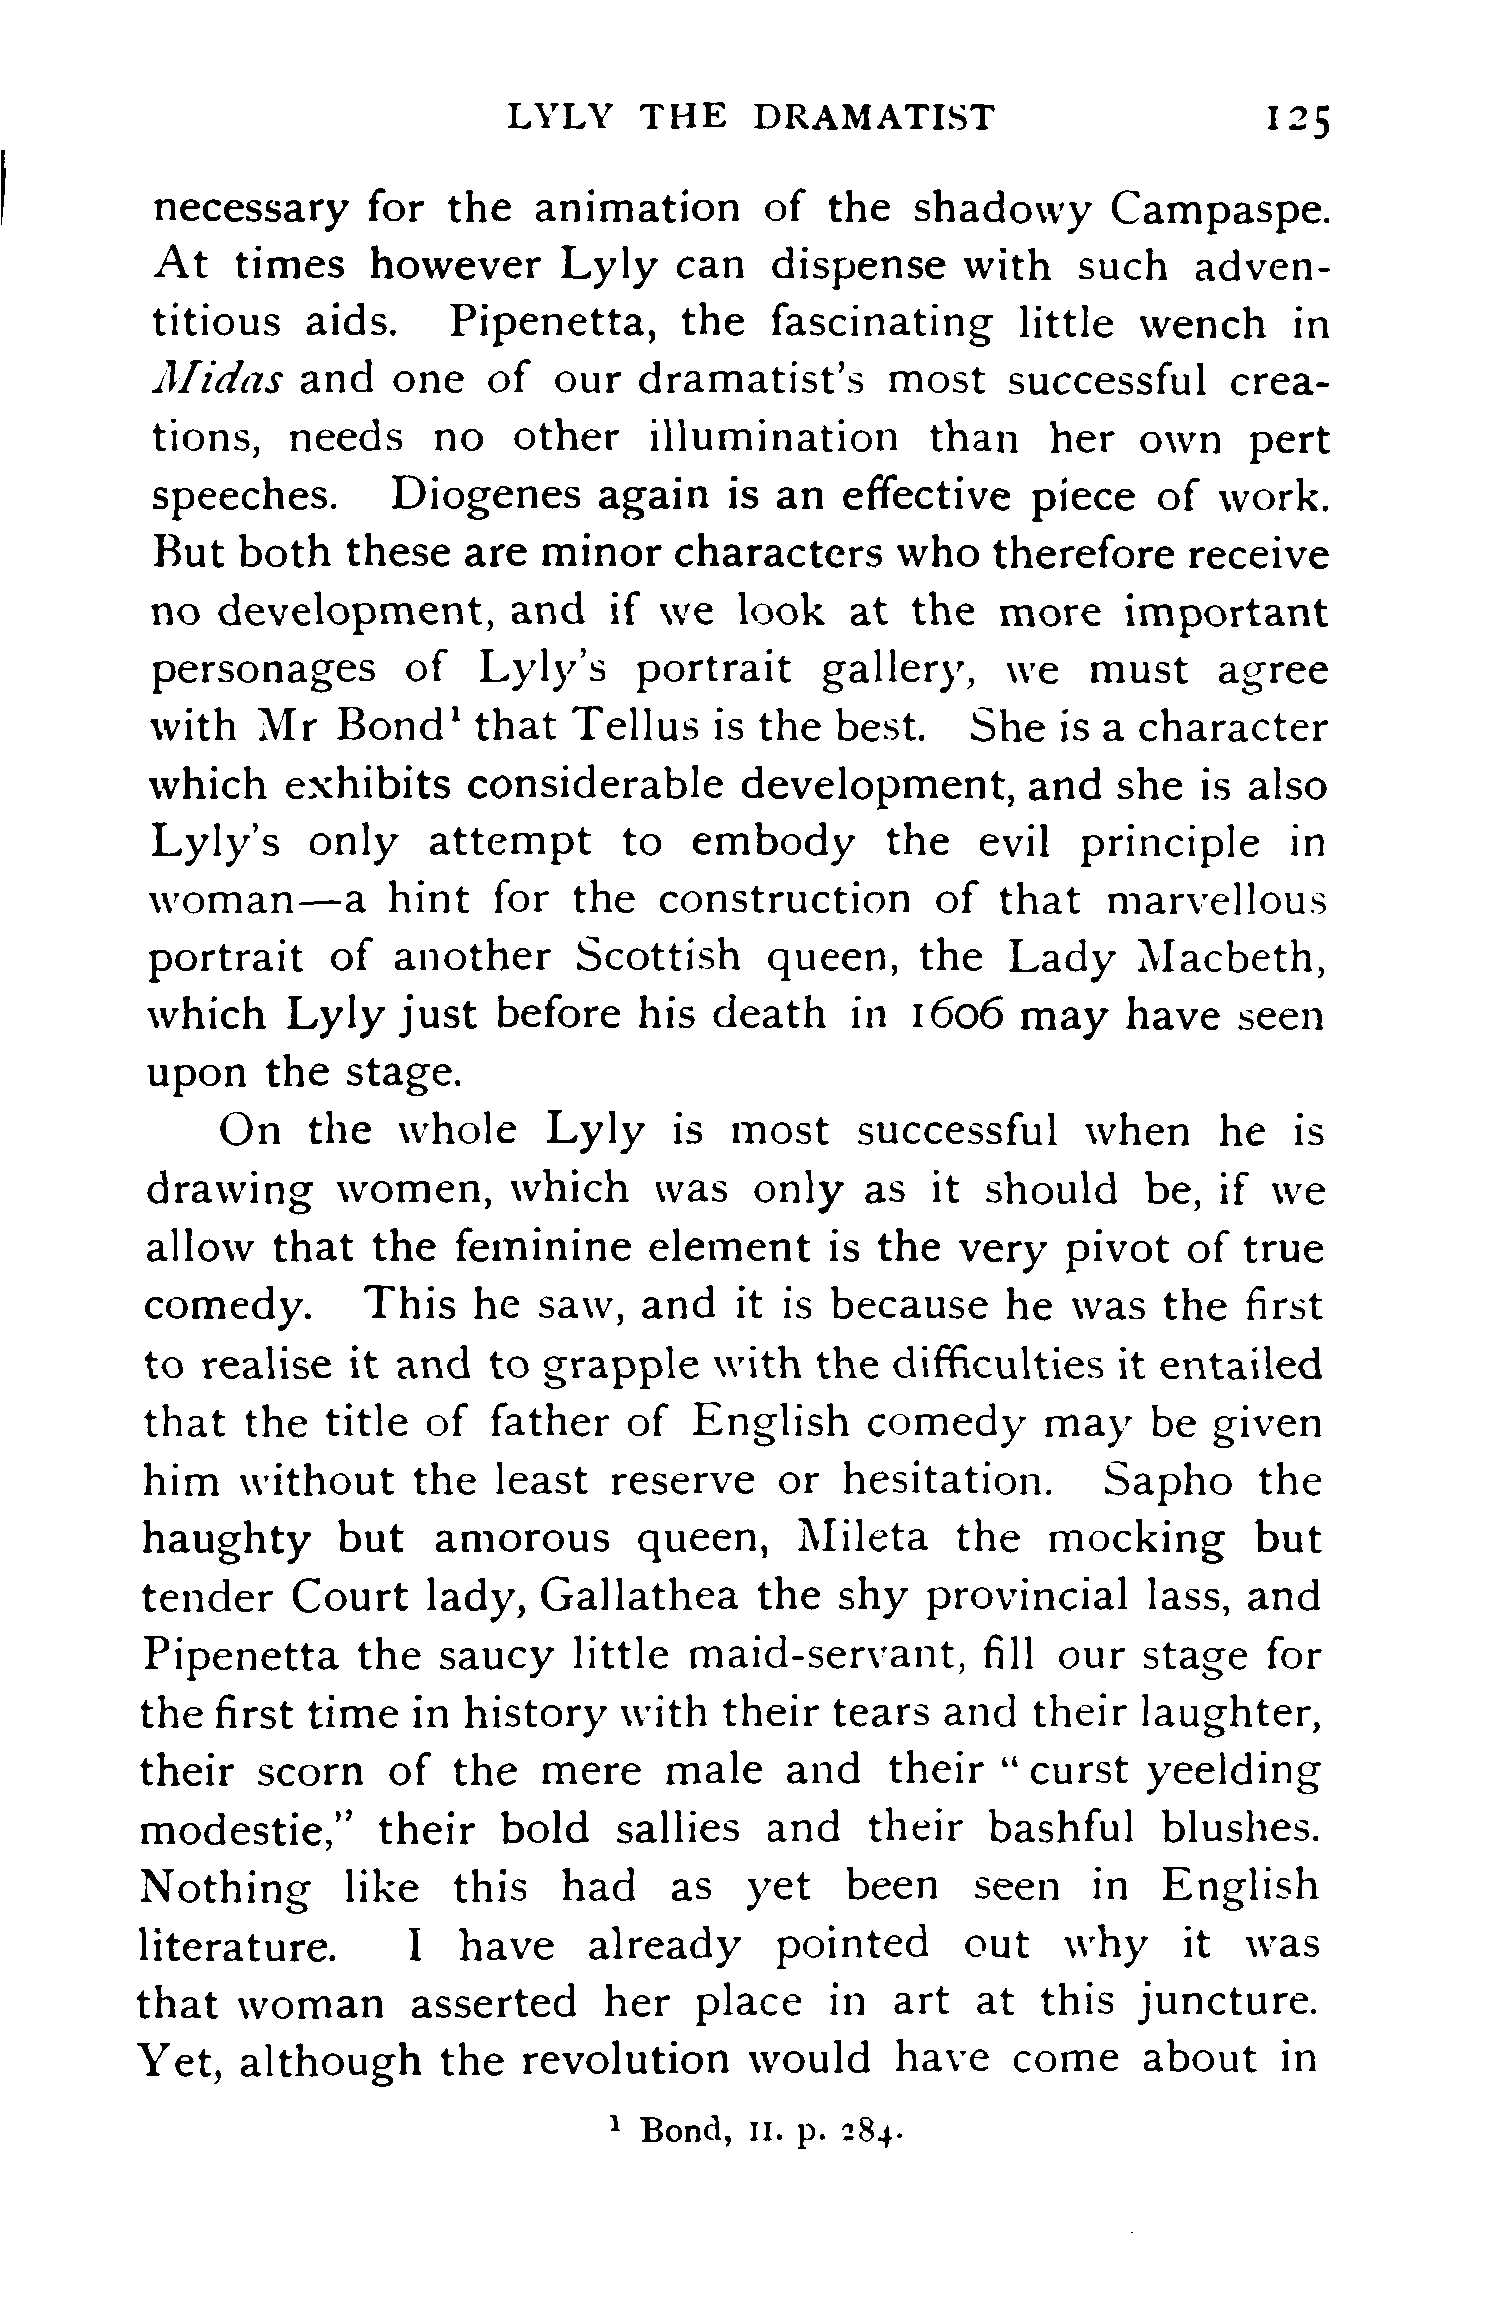 LYLY THE DRAMATIST 125
necessary for the animation of the shadowy Campaspe.
At times however Lyly can dispense with such adven-
titious aids. Pipenetta, the fascinating little wench in
Midas and one of our dramatist's most successful crea-
tions, needs no other illumination than her own pert
speeches. Diogenes again is an effective piece of work.
But both these are minor characters who therefore receive
no development, and if we look at the more important
personages of Lyly's portrait gallery, we must agree
with Mr Bond¹ that Tellus is the best. She is a character
which exhibits considerable development, and she is also
Lyly's only attempt to embody the evil principle in
woman—a hint for the construction of that marvellous
portrait of another Scottish queen, the Lady Macbeth,
which Lyly just before his death in 1606 may have seen
upon the stage.
On the whole Lyly is most successful when he is
drawing women, which was only as it should be, if we
allow that the feminine element is the very pivot of true
comedy. This he saw, and it is because he was the first
to realise it and to grapple with the difficulties it entailed
that the title of father of English comedy may be given
him without the least reserve or hesitation. Sapho the
haughty but amorous queen, Mileta the mocking but
tender Court lady, Gallathea the shy provincial lass, and
Pipenetta the saucy little maid-servant, fill our stage for
the first time in history with their tears and their laughter,
their scorn of the mere male and their "curst yeelding
modestie," their bold sallies and their bashful blushes.
Nothing like this had as yet been seen in English
literature. I have already pointed out why it was
that woman asserted her place in art at this juncture.
Yet, although the revolution would have come about in
¹ Bond, II. p. 284.